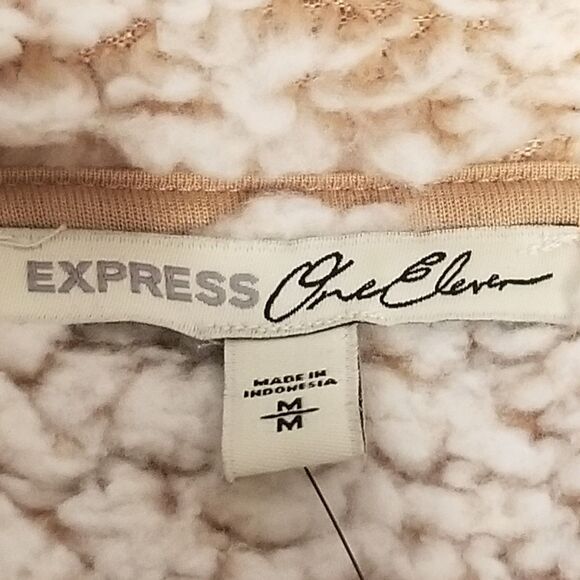 EXPRESS One Eleven
MADE IN
INDONESIA
M
M